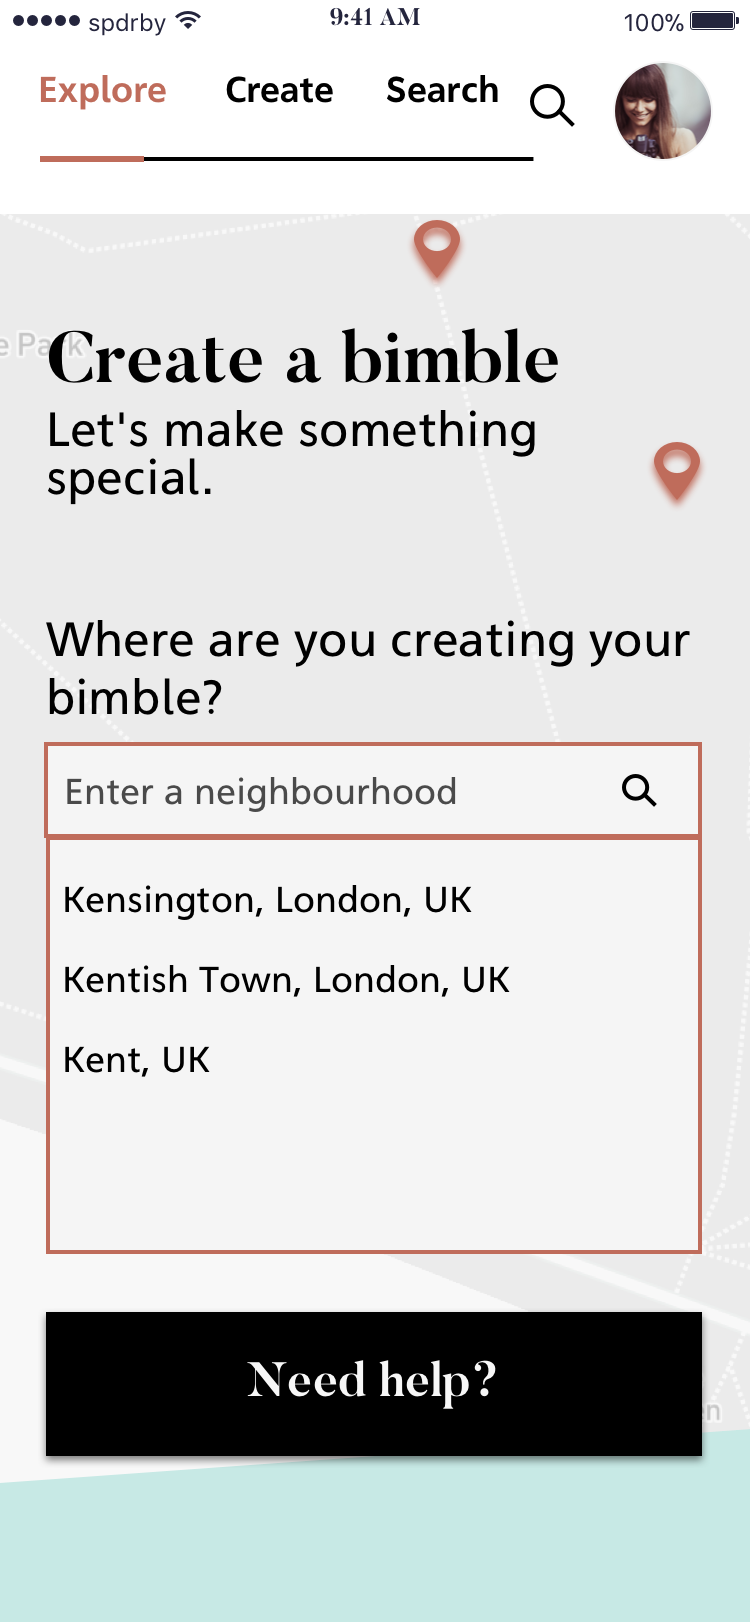 spdrby 9:41 AM 100%
Explore Create Search
e Park
Create a bimble
Let's make something
special.
Where are you creating your
bimble?
Enter a neighbourhood
Kensington, London, UK
Kentish Town, London, UK
Kent, UK
Need help?